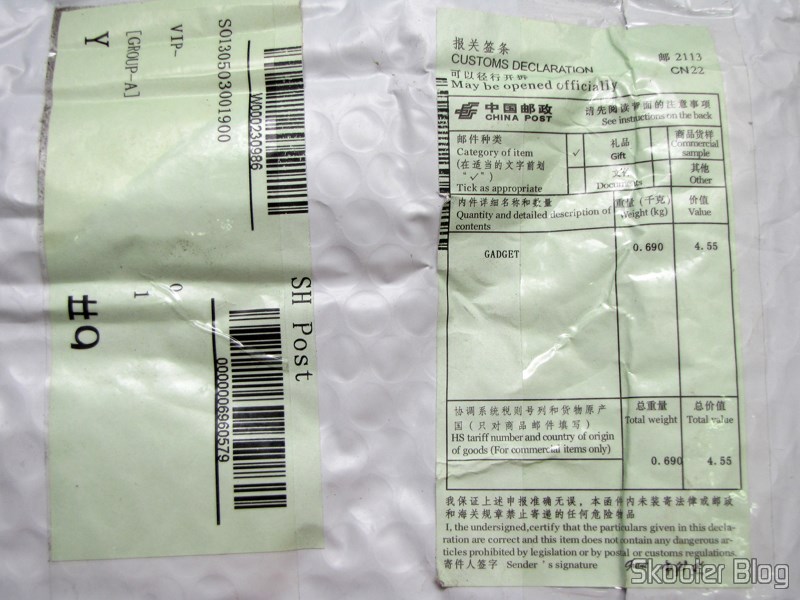 VIP-
[GROUP-A]
Y
S0130503001900
W000230986
SH Post
0
1
#9
0000006960579
报关签条
邮 2113
CUSTOMS DECLARATION
CN22
可以径行开拆
May be opened officially
中国邮政
CHINA POST
请先阅读背面的注意事项
See instructions on the back
邮件种类
Category of item
(在适当的文字前划
"✓")
Tick as appropriate
✓
礼品
Gift
商品货样
Commercial
sample
其他
Other
内件详细名称和数量
Quantity and detailed description of
contents
重量 (千克)
Weight (kg)
价值
Value
GADGET
0.690
4.55
协调系统税则号列和货物原产
国 (只对商品邮件填写)
HS tariff number and country of origin
of goods (For commercial items only)
总重量
Total weight
总价值
Total value
0.690
4.55
我保证上述申报准确无误, 本函件内未装寄法律或邮政
和海关规章禁止寄递的任何危险物品
I, the undersigned,certify that the particulars given in this decla-
ration are correct and this item does not contain any dangerous ar-
ticles prohibited by legislation or by postal or customs regulations.
寄件人签字 Sender's signature
Skooter Blog